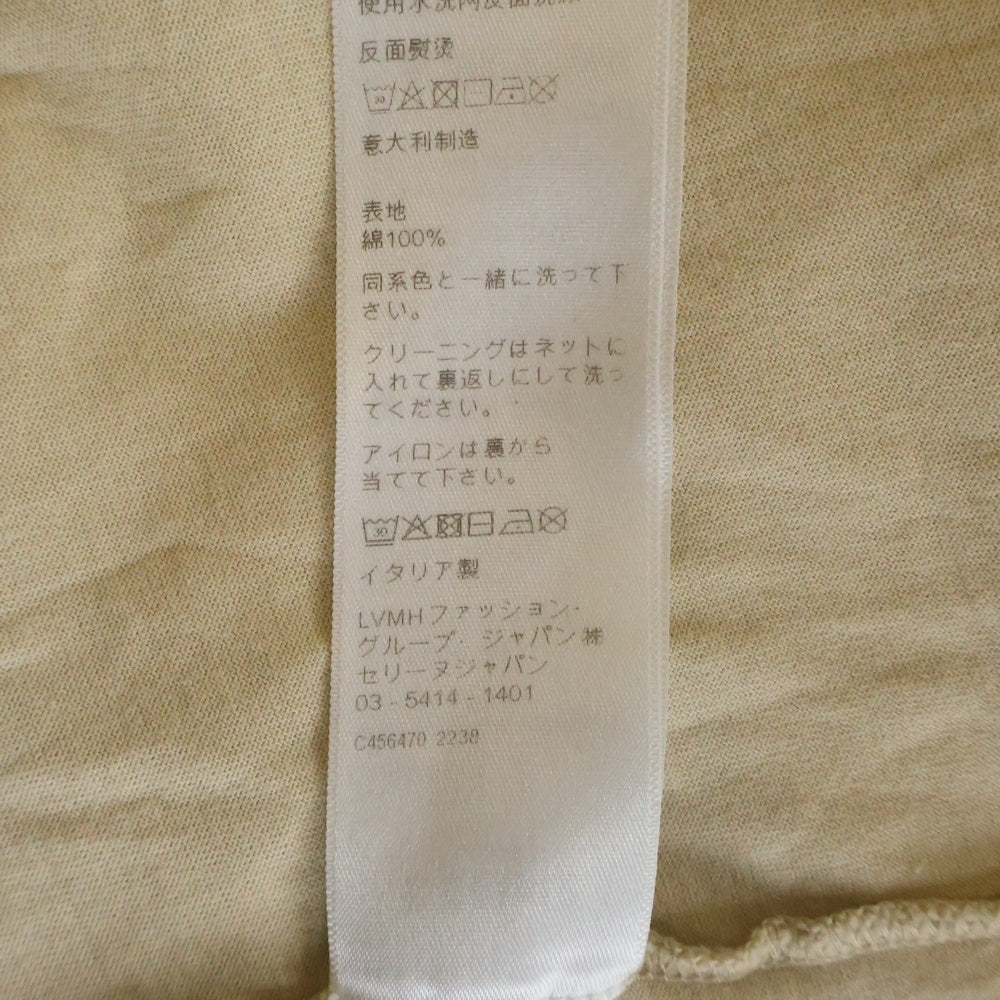 反面熨烫
30
意大利制造
表地
綿100%
同系色と一緒に洗って下
さい。
クリーニングはネットに
入れて裏返しにして洗っ
てください。
アイロンは裏から
当てて下さい。
30
イタリア製
LVMHファッション・
グループ・ジャパン㈱
セリーヌジャパン
03-5414-1401
C456470 2238